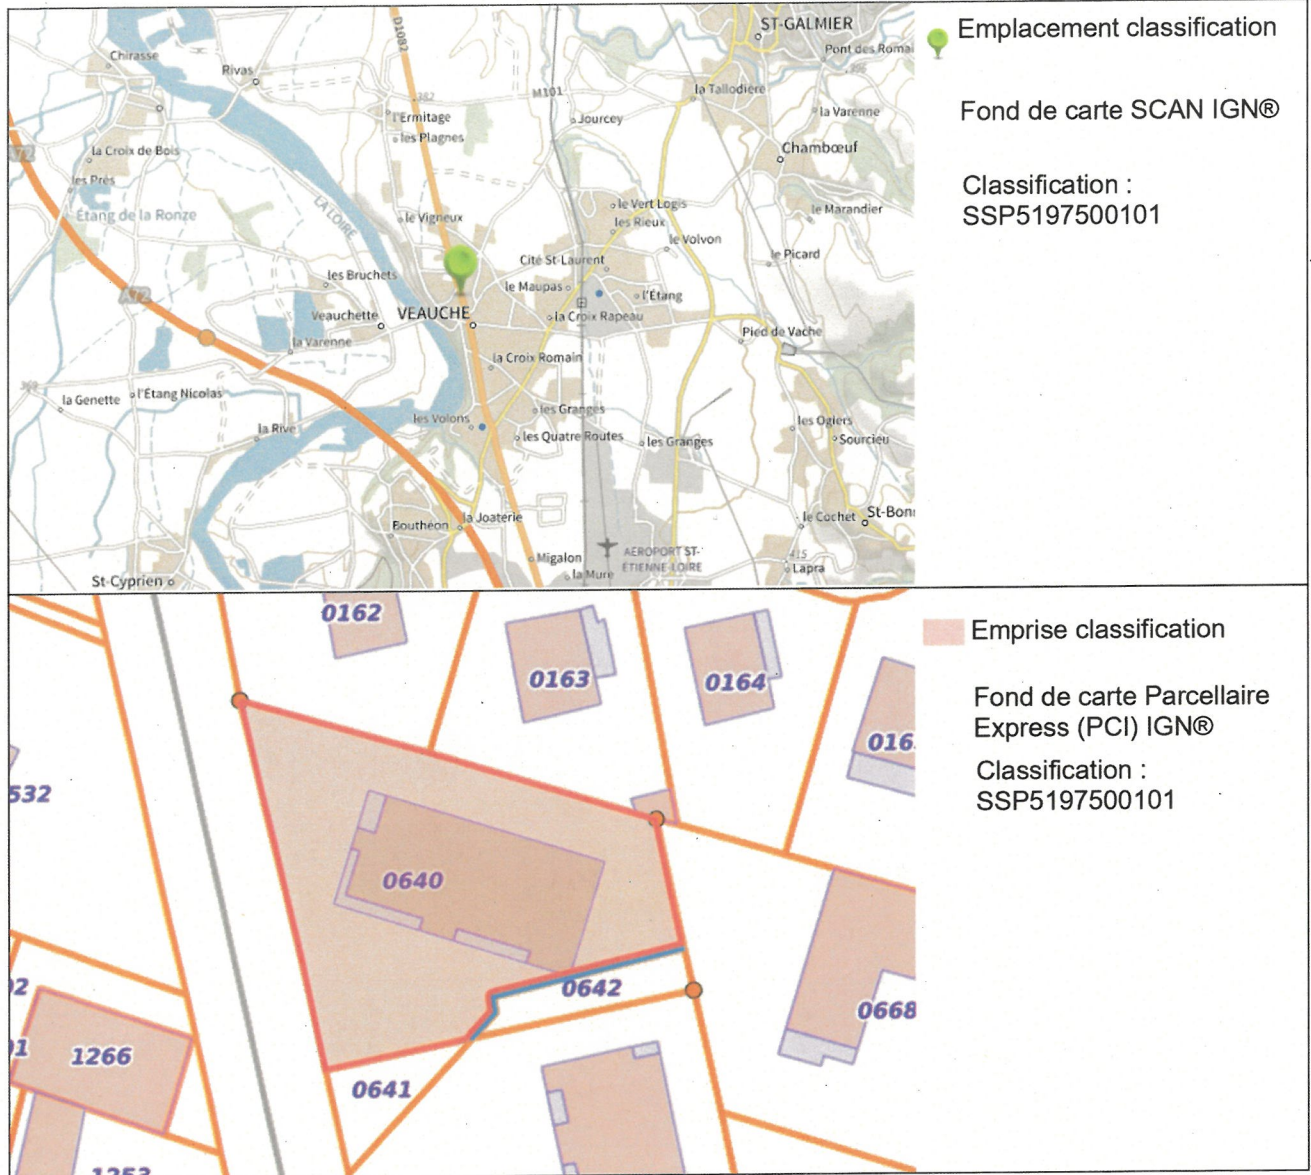 ST-GALMIER
Chirasse
D1082
Rivas
Pont des Romai
M101
la Tallodière
382
l'Ermitage
Jourcey
la Varenne
les Plagnes
A72
la Croix de Bois
Chambœuf
les Prés
Étang de la Ronze
LA LOIRE
le Vert Logis
le Marandier
le Vigneux
les Rieux
le Volvon
Cité St-Laurent
le Picard
les Bruchets
le Maupas
l'Étang
A72
Veauchette
VEAUCHE
la Croix Rapeau
la Varenne
Pied de Vache
la Croix Romain
la Genette
l'Étang Nicolas
les Granges
les Volons
les Ogiers
la Rive
les Quatre Routes
les Granges
Sourcieu
Bouthéon
la Joaterie
le Cochet
St-Bon
Migalon
AEROPORT ST-
ETIENNE-LOIRE
415
Lapra
St-Cyprien
la Mure
Emplacement classification
Fond de carte SCAN IGN®
Classification :
SSP5197500101
0162
0163
0164
016
532
0640
0642
0668
1266
0641
1253
Emprise classification
Fond de carte Parcellaire
Express (PCI) IGN®
Classification :
SSP5197500101